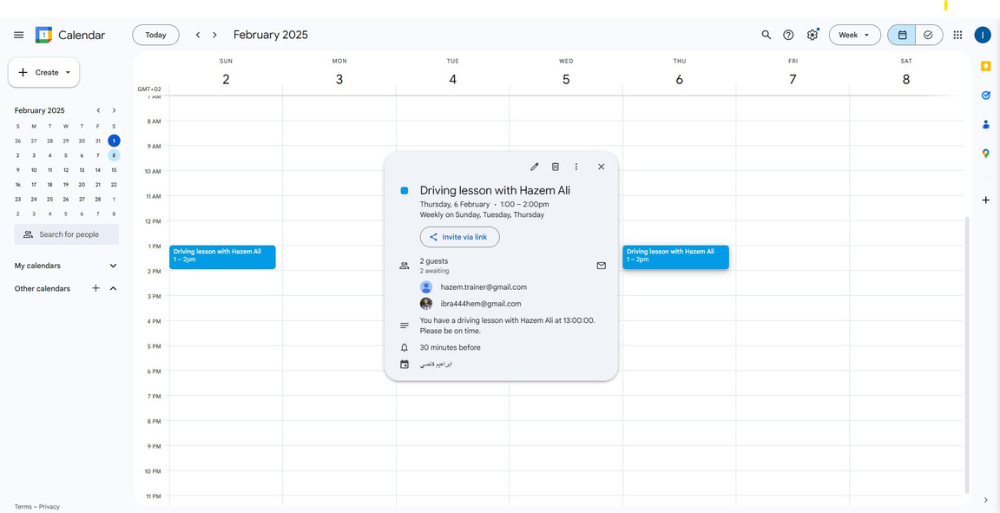 Calendar
Today
February 2025
Week
I
Create
February 2025
S M T W T F S
26 27 28 29 30 31 1
2 3 4 5 6 7 8
9 10 11 12 13 14 15
16 17 18 19 20 21 22
23 24 25 26 27 28 1
2 3 4 5 6 7 8
Search for people
My calendars
Other calendars
Terms – Privacy
SUN MON TUE WED THU FRI SAT
2 3 4 5 6 7 8
GMT+02
7 AM
8 AM
9 AM
10 AM
11 AM
12 PM
1 PM
2 PM
3 PM
4 PM
5 PM
6 PM
7 PM
8 PM
9 PM
10 PM
11 PM
Driving lesson with Hazem Ali
1 – 2pm
Driving lesson with Hazem Ali
Thursday, 6 February • 1:00 – 2:00pm
Weekly on Sunday, Tuesday, Thursday
Invite via link
2 guests
2 awaiting
hazem.trainer@gmail.com
ibra444hem@gmail.com
You have a driving lesson with Hazem Ali at 13:00:00.
Please be on time.
30 minutes before
ابراهيم قاضي
Driving lesson with Hazem Ali
1 – 2pm